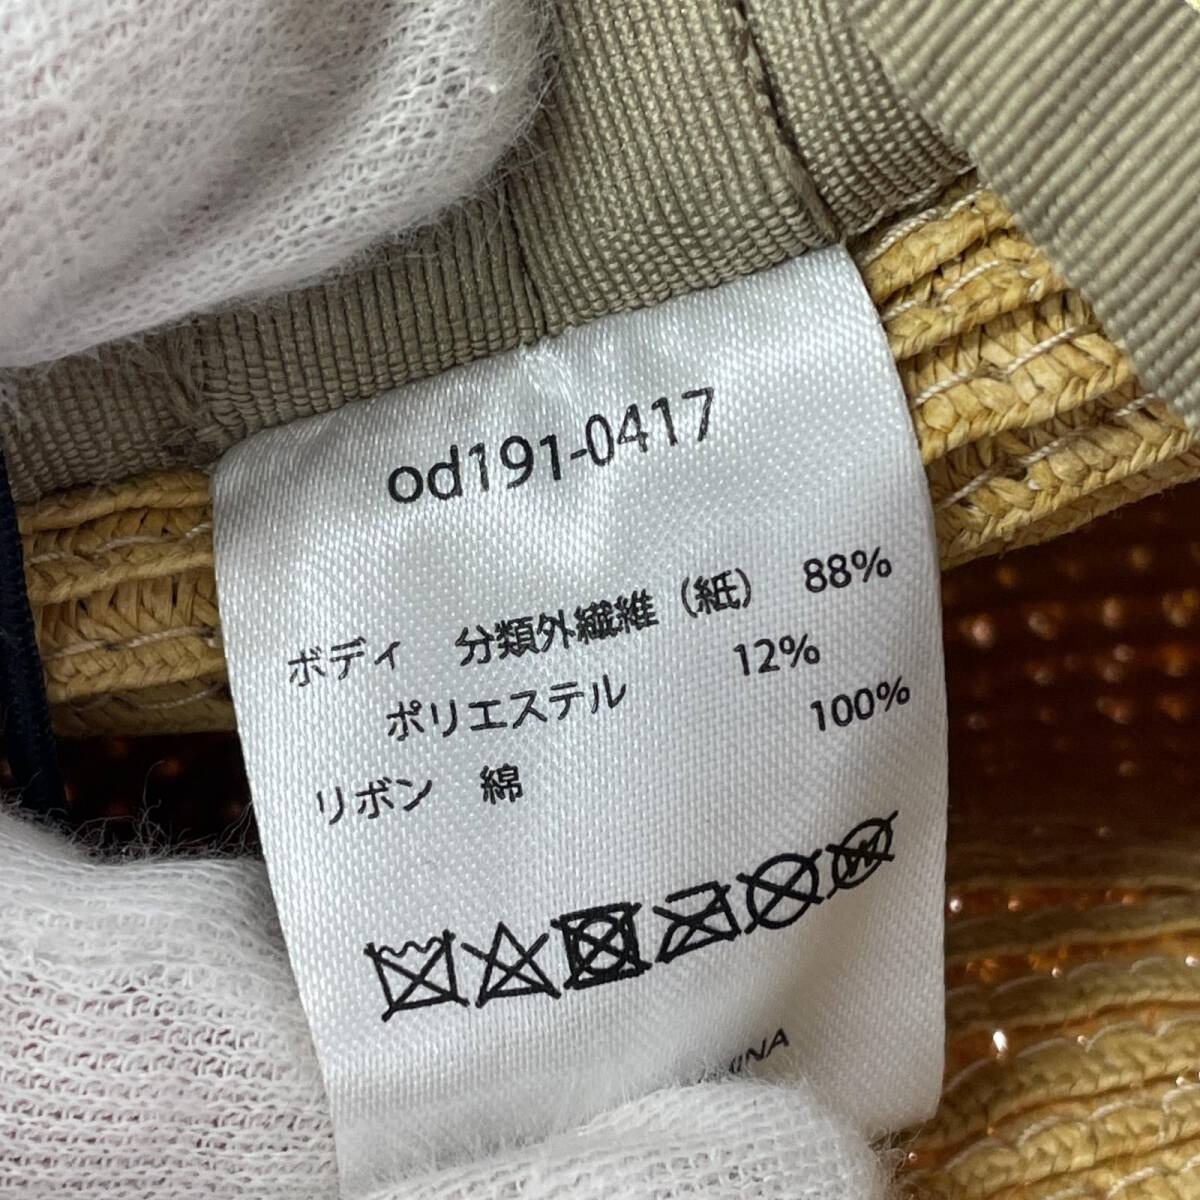 od191-0417
ボディ 分類外繊維（紙） 88%
ポリエステル 12%
リボン 綿 100%